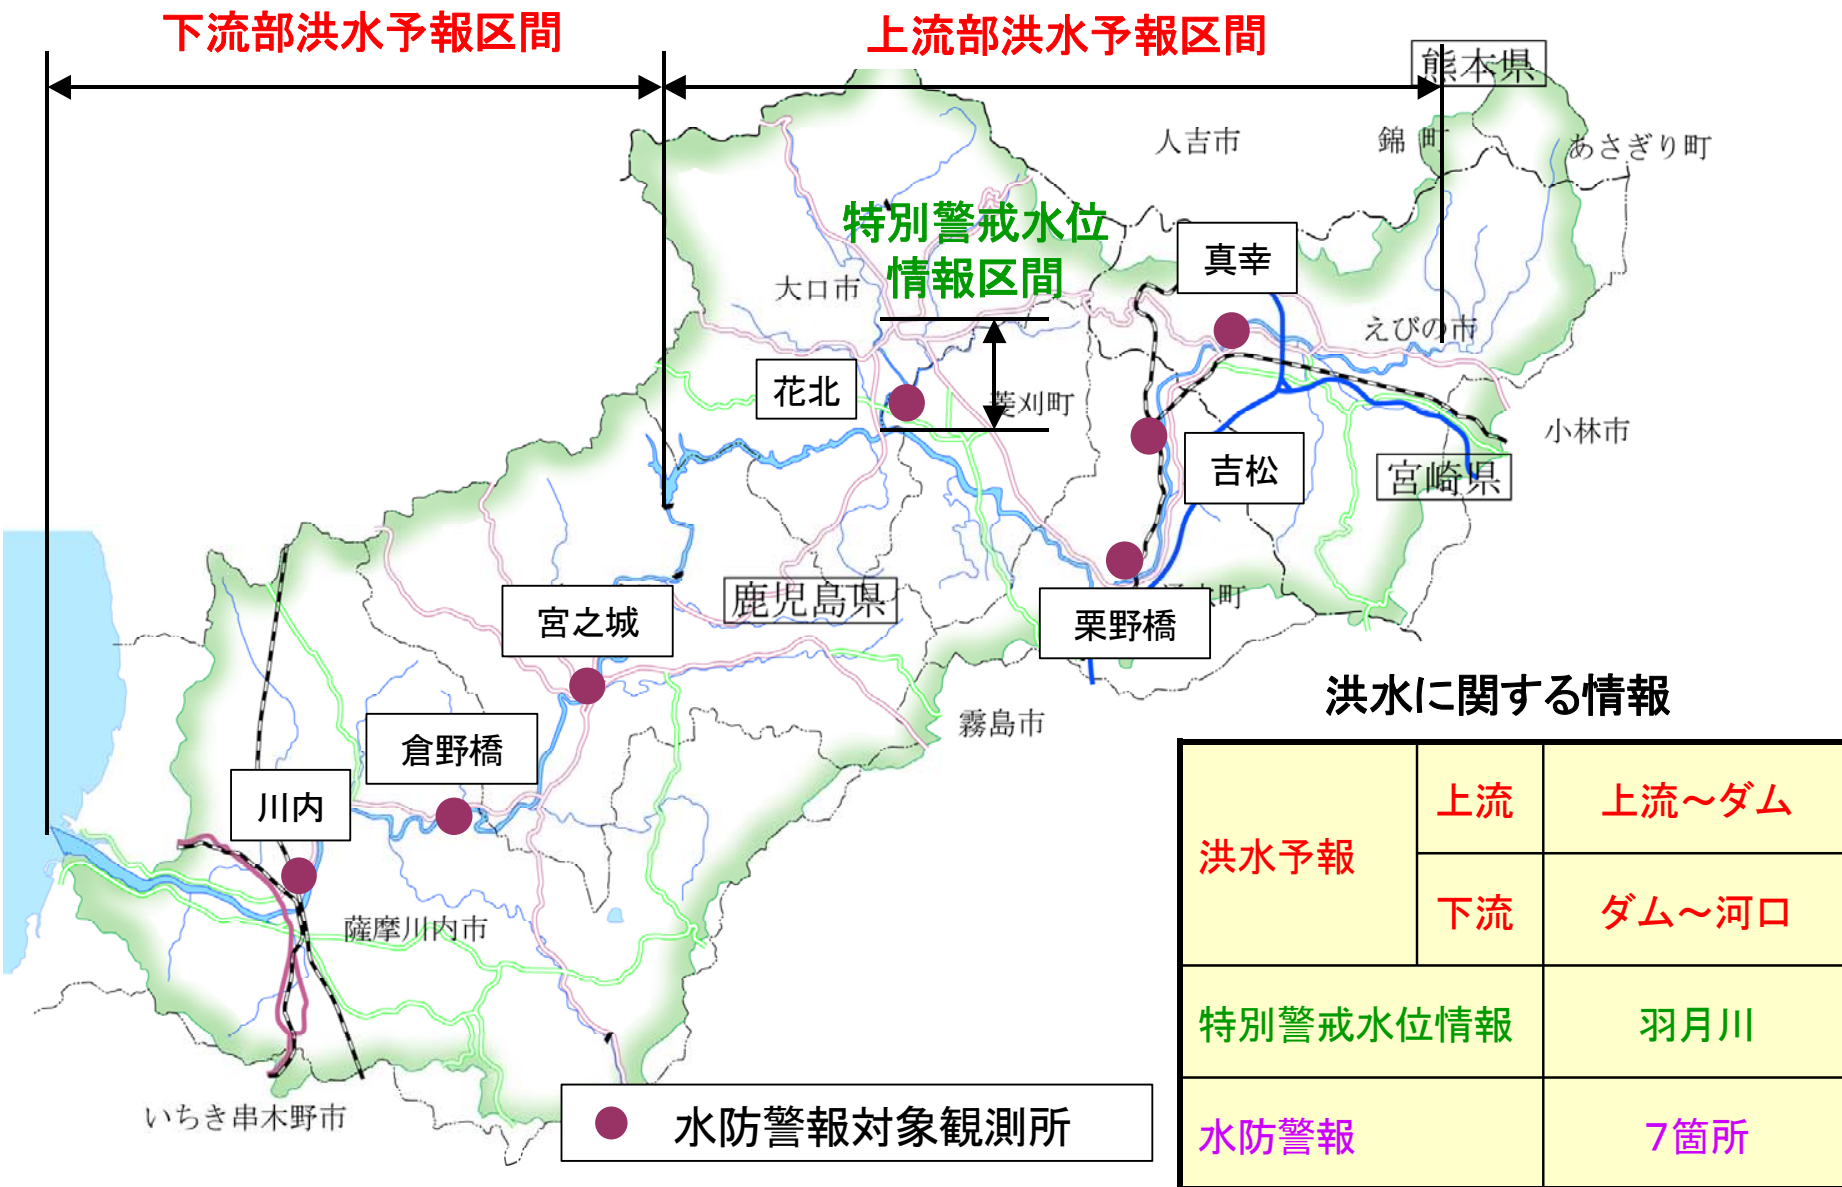 下流部洪水予報区間
上流部洪水予報区間
熊本県
人吉市
錦町
あさぎり町
特別警戒水位
情報区間
真幸
大口市
えびの市
花北
菱刈町
小林市
吉松
宮崎県
鹿児島県
宮之城
町
栗野橋
霧島市
倉野橋
川内
薩摩川内市
いちき串木野市
水防警報対象観測所
洪水に関する情報
洪水予報 上流 上流～ダム
下流 ダム～河口
特別警戒水位情報 羽月川
水防警報 7箇所